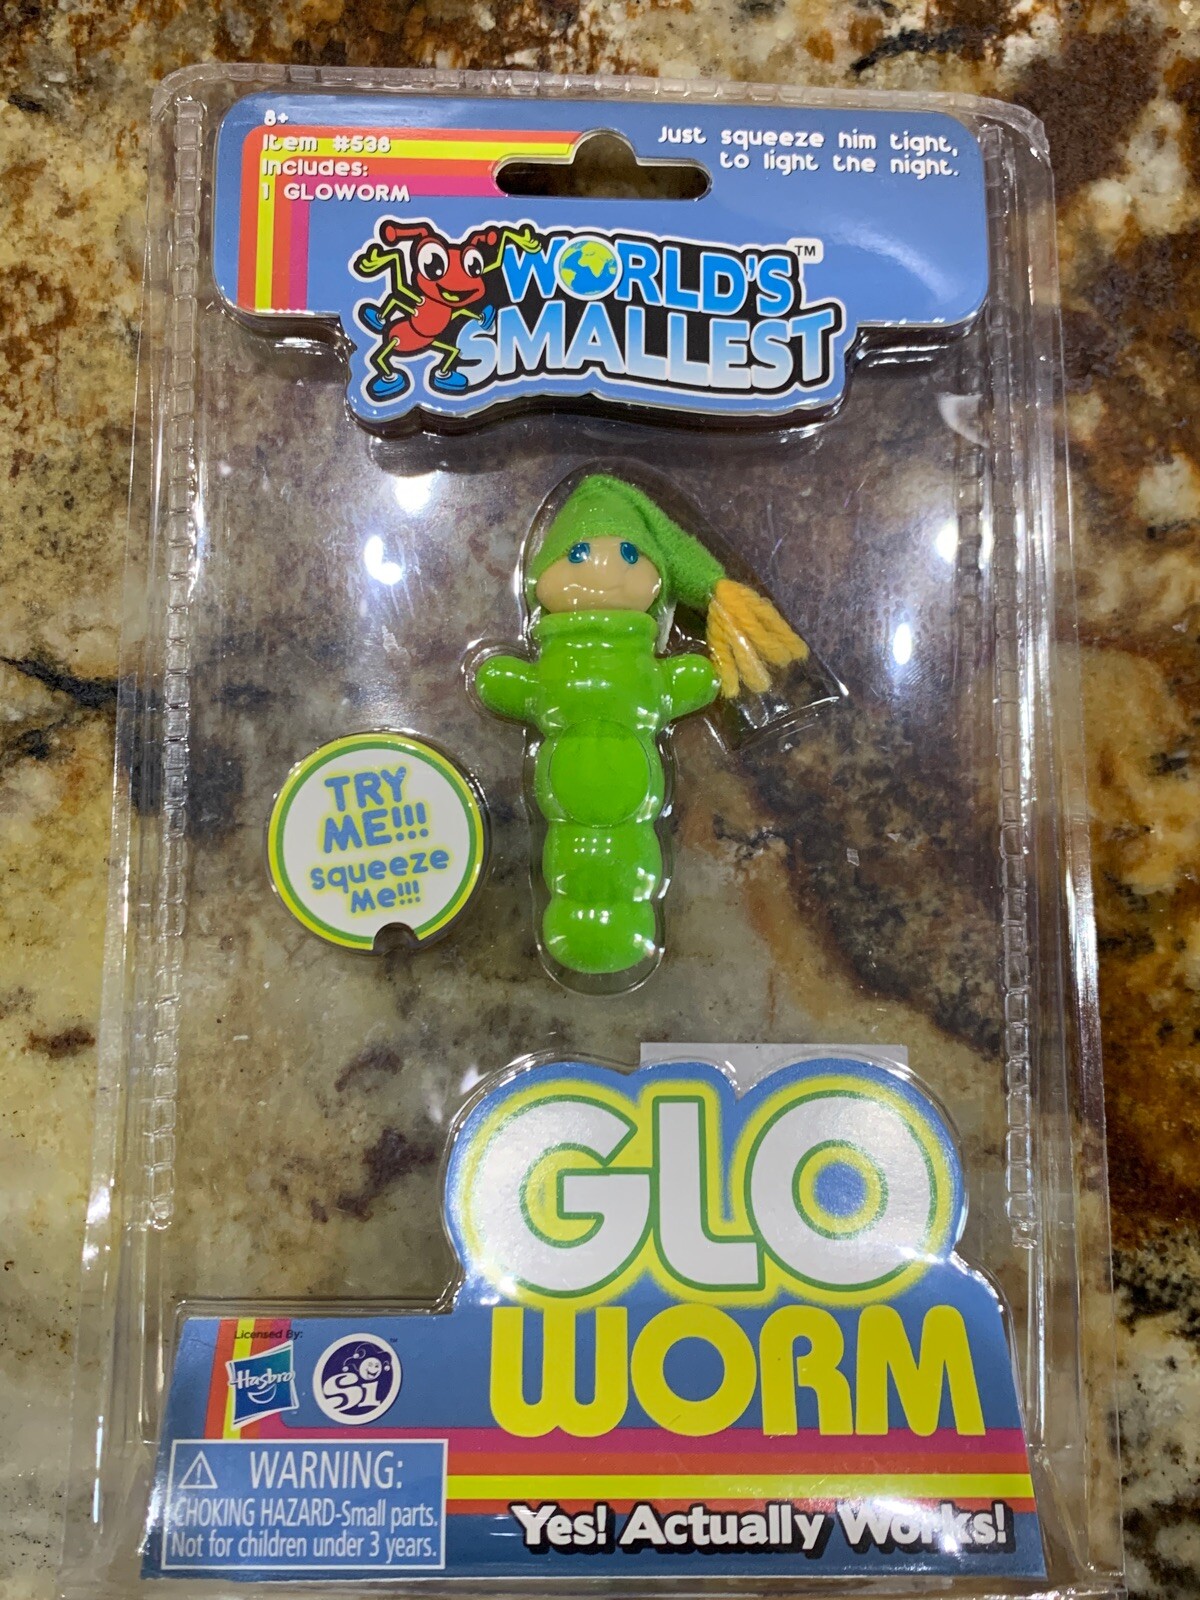 8+
Item #538
Includes:
1 GLOWORM
Just squeeze him tight,
to light the night.
WORLD'S™
SMALLEST
TRY
ME!!!
squeeze
Me!!!
GLO
WORM
Licensed By:
Hasbro
Si™
WARNING:
CHOKING HAZARD-Small parts.
Not for children under 3 years.
Yes! Actually Works!